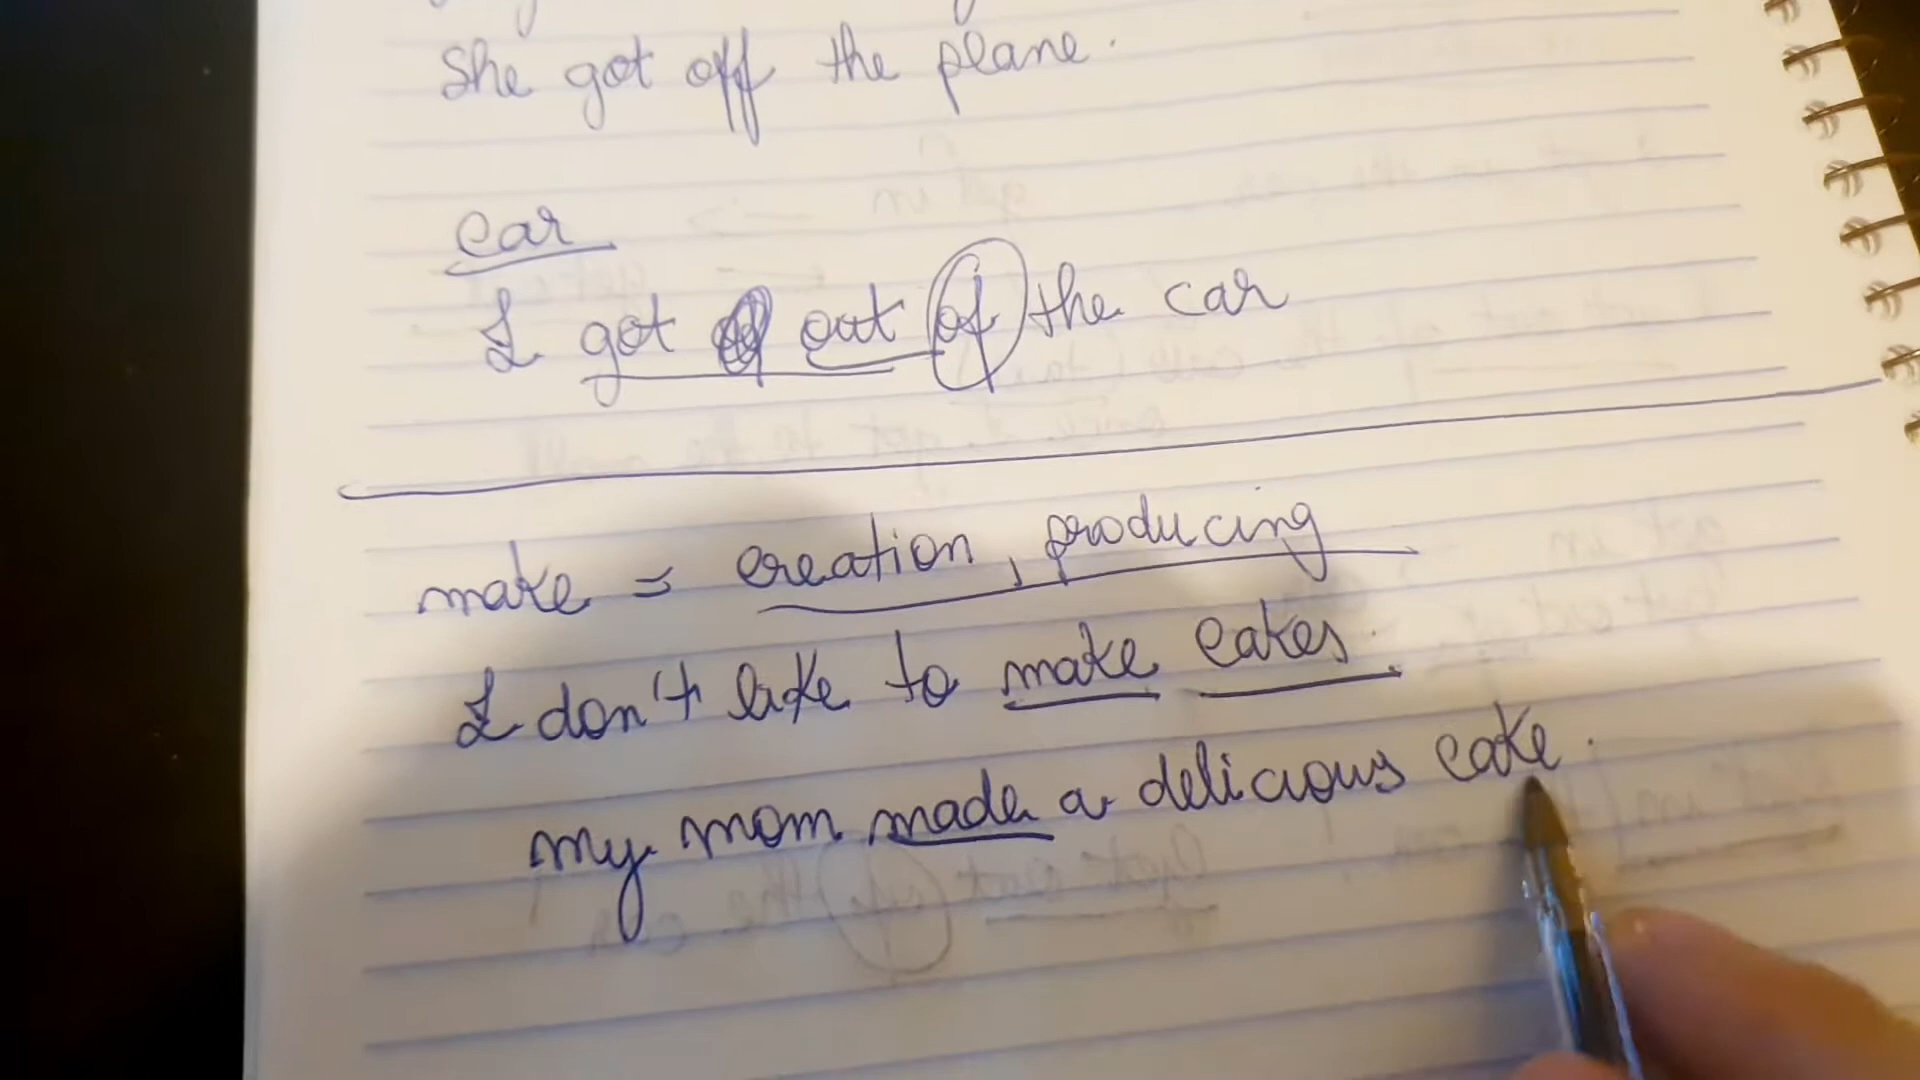 She got off the plane.
car
I got out of the car
make = creation, producing
I don't like to make cakes.
my mom made a delicious cake.